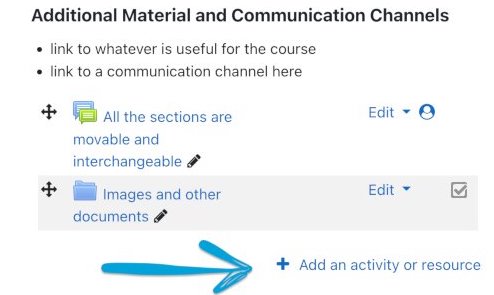 Additional Material and Communication Channels
link to whatever is useful for the course
link to a communication channel here
All the sections are
movable and
interchangeable
Edit
Images and other
documents
Edit
Add an activity or resource